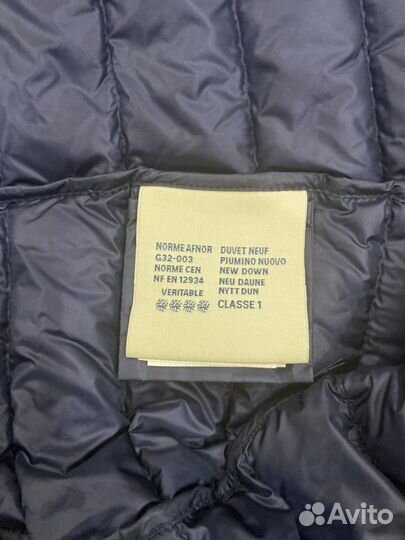 NORME AFNOR
G32-003
NORME CEN
NF EN 12934
VERITABLE
DUVET NEUF
PIUMINO NUOVO
NEW DOWN
NEU DAUNE
NYTT DUN
CLASSE 1
Avito